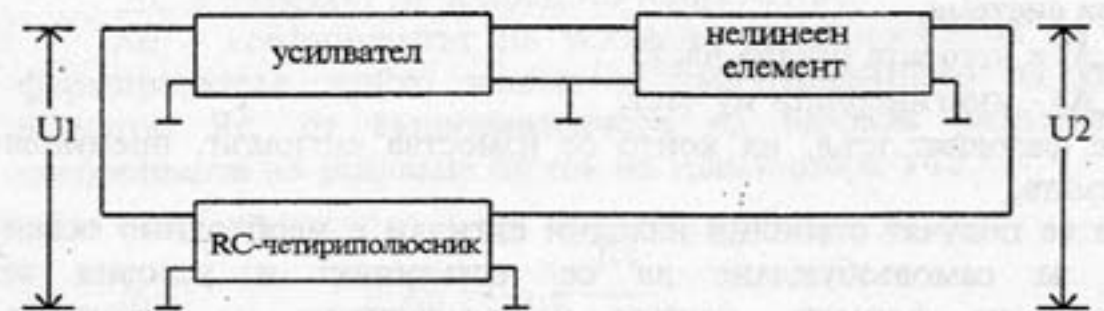 усилвател
нелинеен
елемент
U1
U2
RC-четириполюсник